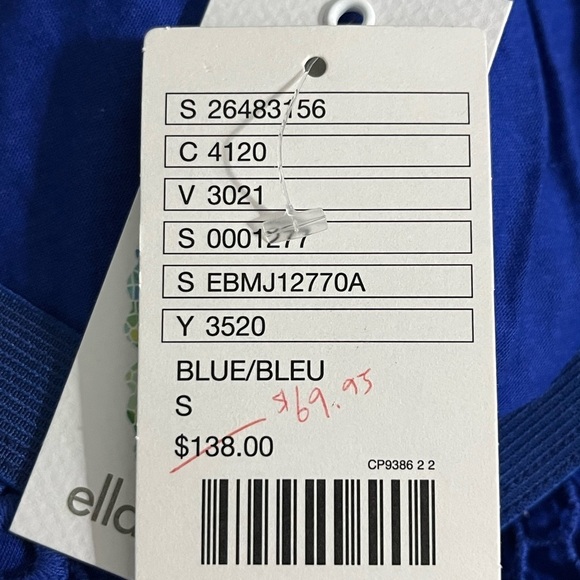 S 26483156
C 4120
V 3021
S 0001277
S EBMJ12770A
Y 3520
BLUE/BLEU
S
$69.95
$138.00
CP9386 2 2
ella